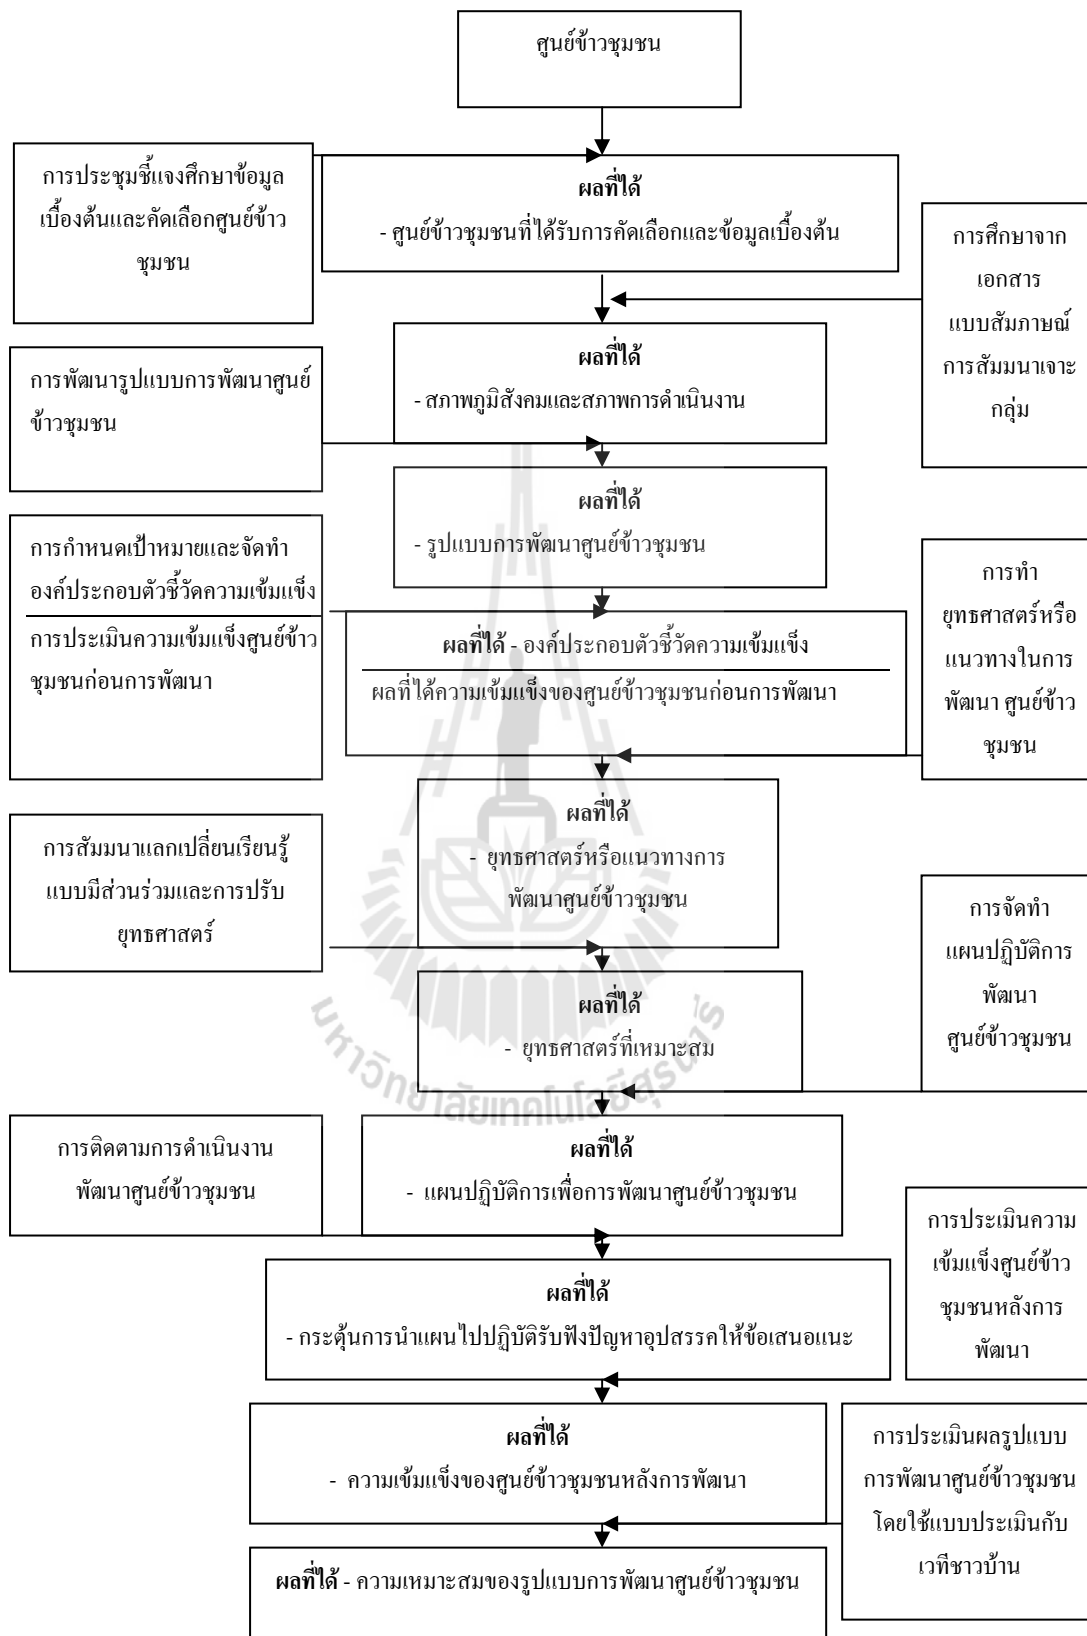 ศูนย์ข้าวชุมชน
การประชุมชี้แจงศึกษาข้อมูล
เบื้องต้นและคัดเลือกศูนย์ข้าว
ชุมชน
ผลที่ได้
- ศูนย์ข้าวชุมชนที่ได้รับการคัดเลือกและข้อมูลเบื้องต้น
การศึกษาจาก
เอกสาร
แบบสัมภาษณ์
การสัมมนาเจาะ
กลุ่ม
ผลที่ได้
- สภาพภูมิสังคมและสภาพการดำเนินงาน
การพัฒนารูปแบบการพัฒนาศูนย์
ข้าวชุมชน
ผลที่ได้
- รูปแบบการพัฒนาศูนย์ข้าวชุมชน
การกำหนดเป้าหมายและจัดทำ
องค์ประกอบตัวชี้วัดความเข้มแข็ง
การประเมินความเข้มแข็งศูนย์ข้าว
ชุมชนก่อนการพัฒนา
ผลที่ได้ - องค์ประกอบตัวชี้วัดความเข้มแข็ง
ผลที่ได้ความเข้มแข็งของศูนย์ข้าวชุมชนก่อนการพัฒนา
การทำ
ยุทธศาสตร์หรือ
แนวทางในการ
พัฒนา ศูนย์ข้าว
ชุมชน
ผลที่ได้
- ยุทธศาสตร์หรือแนวทางการ
พัฒนาศูนย์ข้าวชุมชน
การสัมมนาแลกเปลี่ยนเรียนรู้
แบบมีส่วนร่วมและการปรับ
ยุทธศาสตร์
ผลที่ได้
- ยุทธศาสตร์ที่เหมาะสม
การจัดทำ
แผนปฏิบัติการ
พัฒนา
ศูนย์ข้าวชุมชน
มหาวิทยาลัยเทคโนโลยีสุรนารี
ผลที่ได้
- แผนปฏิบัติการเพื่อการพัฒนาศูนย์ข้าวชุมชน
การติดตามการดำเนินงาน
พัฒนาศูนย์ข้าวชุมชน
ผลที่ได้
- กระตุ้นการนำแผนไปปฏิบัติรับฟังปัญหาอุปสรรคให้ข้อเสนอแนะ
การประเมินความ
เข้มแข็งศูนย์ข้าว
ชุมชนหลังการ
พัฒนา
ผลที่ได้
- ความเข้มแข็งของศูนย์ข้าวชุมชนหลังการพัฒนา
การประเมินผลรูปแบบ
การพัฒนาศูนย์ข้าวชุมชน
โดยใช้แบบประเมินกับ
เวทีชาวบ้าน
ผลที่ได้ - ความเหมาะสมของรูปแบบการพัฒนาศูนย์ข้าวชุมชน